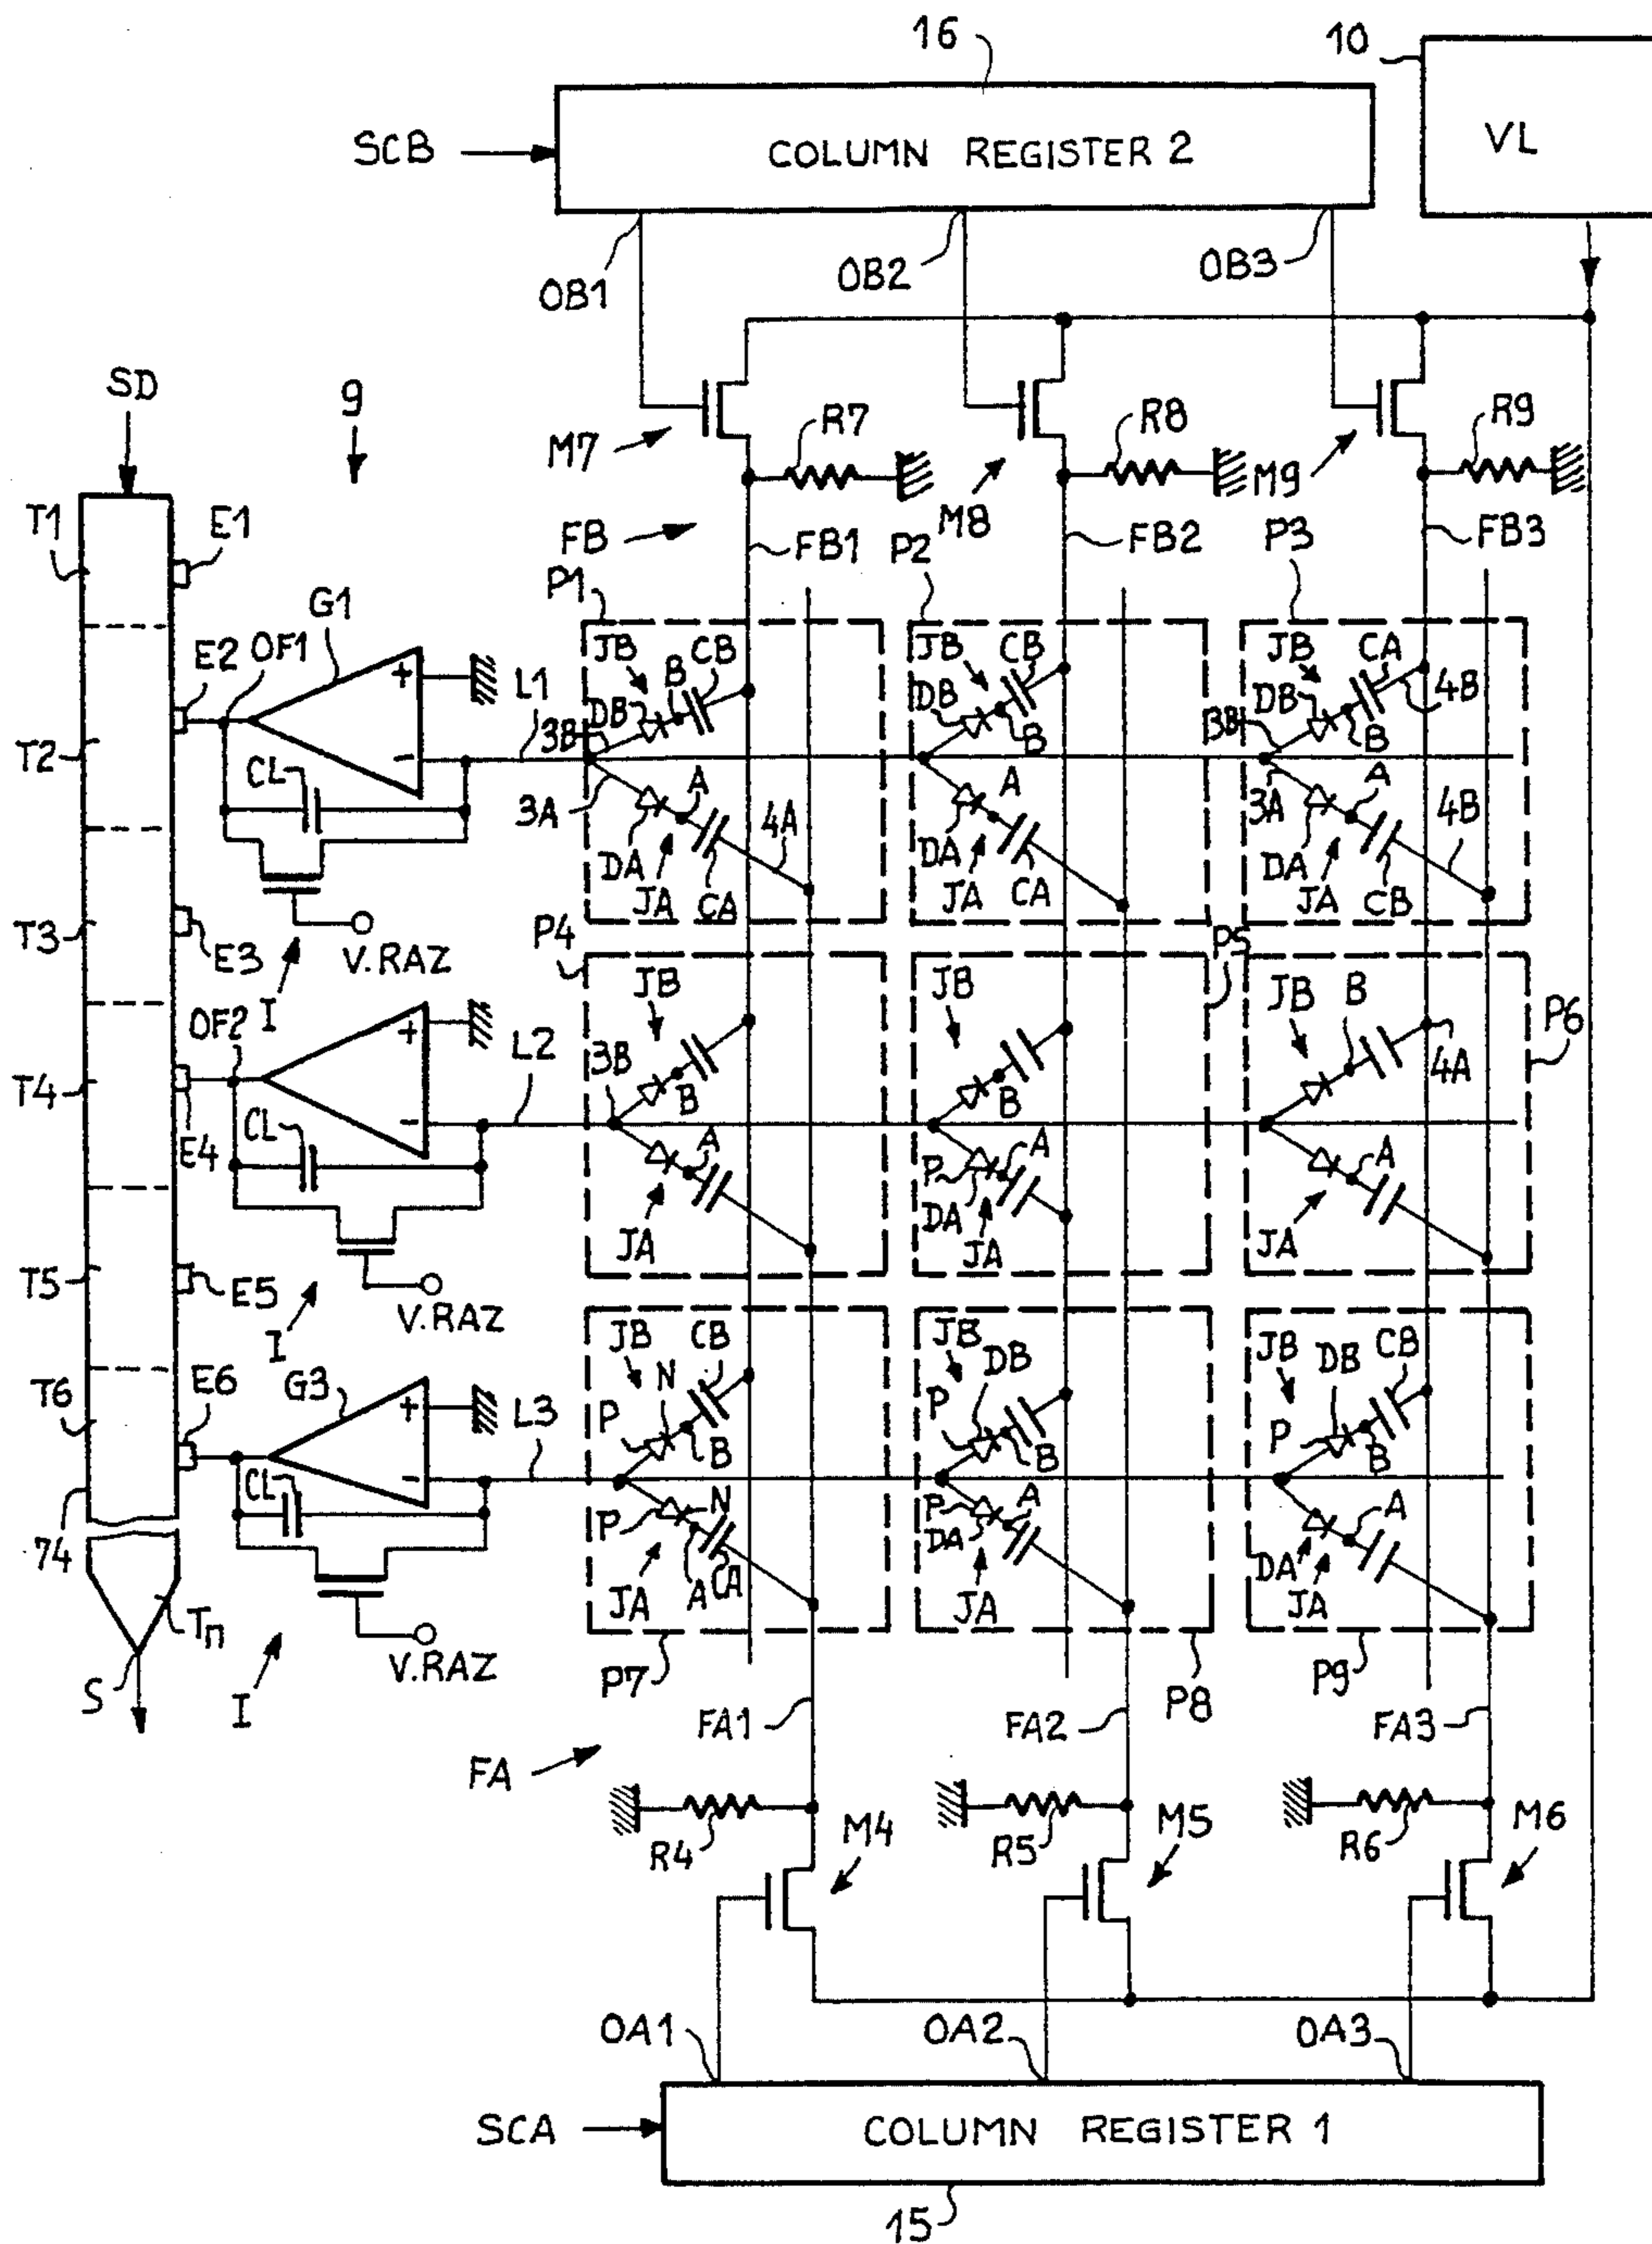 16
10
SCB
COLUMN REGISTER 2
VL
OB1
OB2
OB3
SD
9
M7
R7
M8
R8
M9
R9
T1
E1
FB
FB1
P2
FB2
P3
FB3
P1
G1
E2
OF1
+
L1
JB
B
CB
DB
3B
JB
CB
DB
B
JB
CA
DB
4B
3B
B
T2
CL
-
3A
A
4A
DA
JA
CA
A
DA
JA
CA
3A
A
4B
DA
JA
CB
T3
E3
I
V.RAZ
P4
P5
P6
OF2
+
L2
3B
JB
B
JB
B
JB
B
4A
T4
E4
CL
-
A
JA
P
A
DA
JA
A
JA
T5
E5
I
V.RAZ
T6
E6
G3
+
L3
JB
CB
N
P
B
JB
DB
P
B
JB
DB
CB
P
B
74
CL
-
P
N
JA
A
CA
P
A
DA
JA
A
DA
JA
Tn
S
I
V.RAZ
P7
P8
P9
FA
FA1
FA2
FA3
R4
M4
R5
M5
R6
M6
OA1
OA2
OA3
SCA
COLUMN REGISTER 1
15